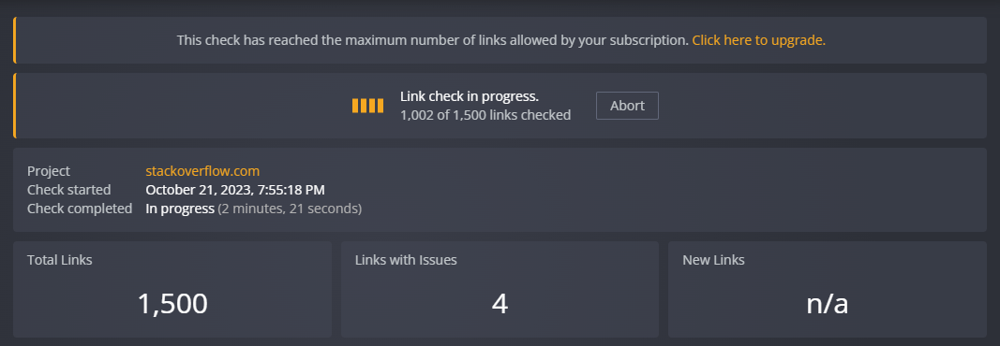 This check has reached the maximum number of links allowed by your subscription. Click here to upgrade.
Link check in progress.
1,002 of 1,500 links checked
Abort
Project stackoverflow.com
Check started October 21, 2023, 7:55:18 PM
Check completed In progress (2 minutes, 21 seconds)
Total Links
1,500
Links with Issues
4
New Links
n/a